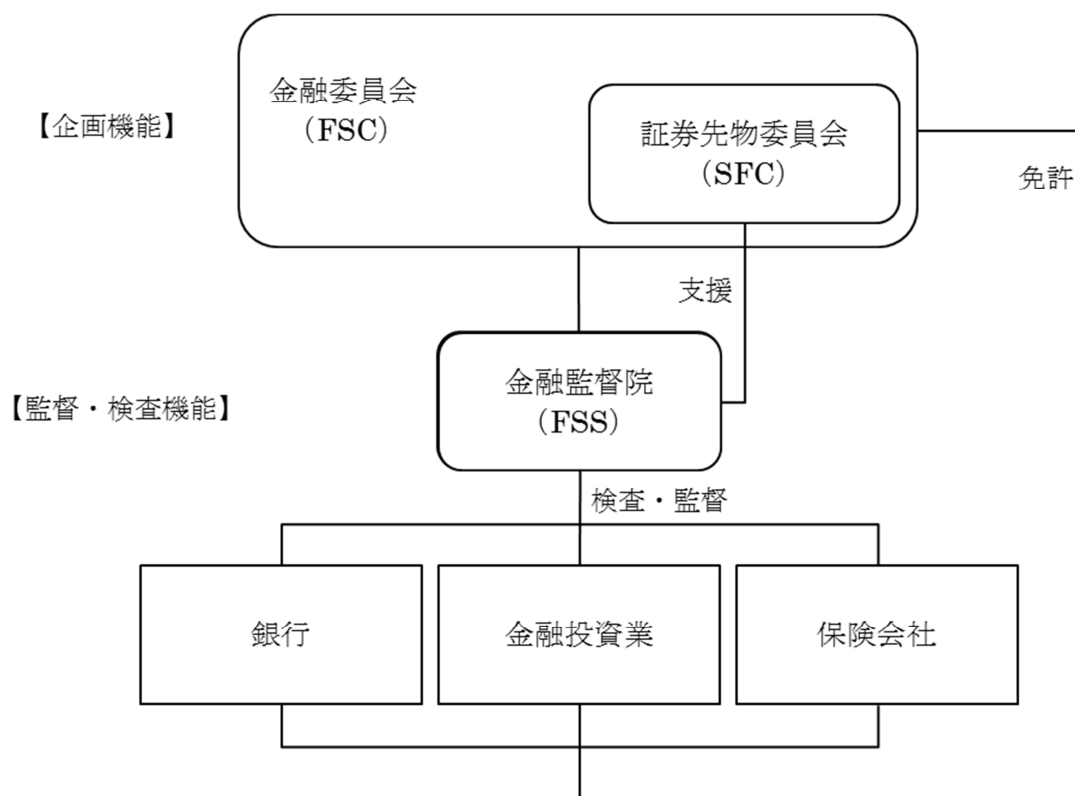 金融委員会
（FSC）
【企画機能】
証券先物委員会
（SFC）
免許
支援
金融監督院
（FSS）
【監督・検査機能】
検査・監督
銀行
金融投資業
保険会社